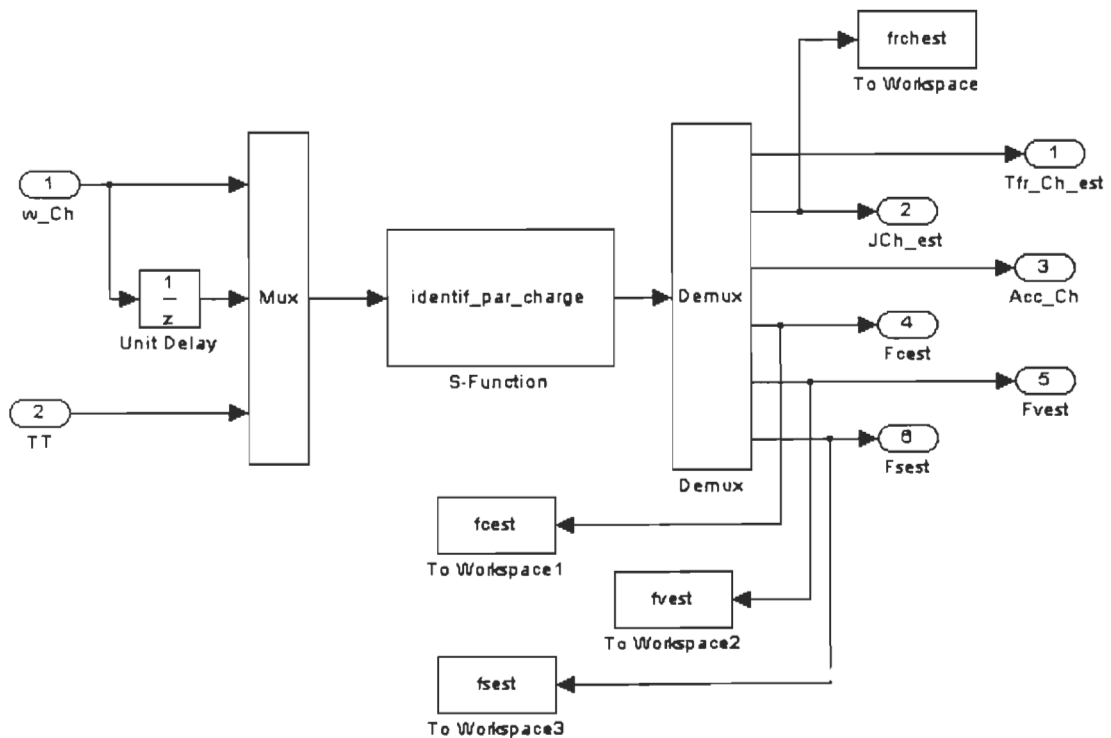 frchest
To Workspace
1
w_Ch
1
z
Unit Delay
2
TT
Mux
identif_par_charge
S-Function
Demux
Demux
1
Tfr_Ch_est
2
JCh_est
3
Acc_Ch
4
Fcest
5
Fvest
6
Fsest
fcest
To Workspace1
fvest
To Workspace2
fsest
To Workspace3